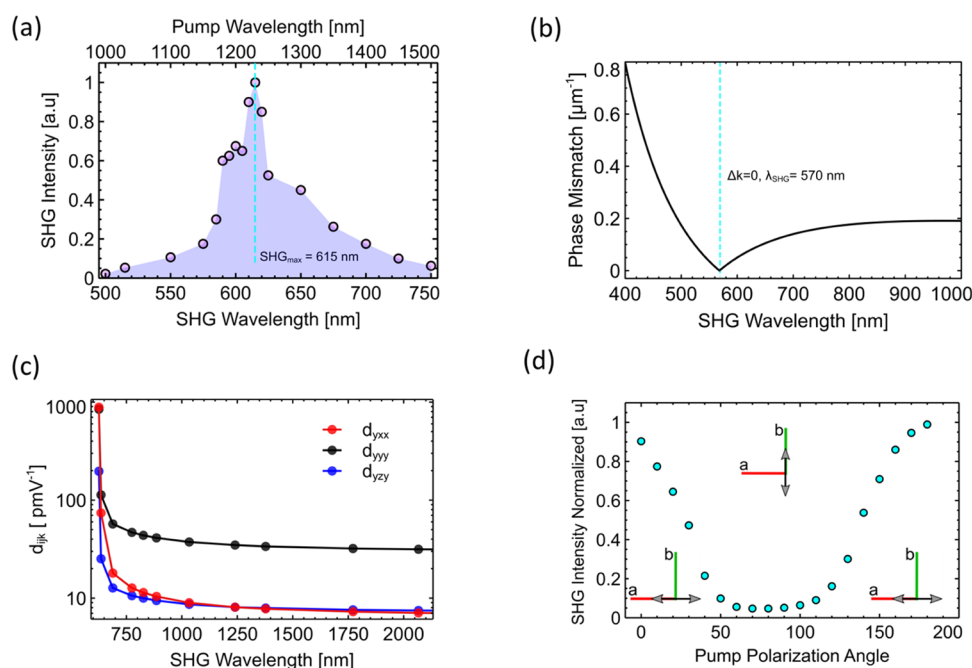 (a)
Pump Wavelength [nm]
1000 1100 1200 1300 1400 1500
SHG Intensity [a.u]
1
0.8
0.6
0.4
0.2
0
SHGmax = 615 nm
500 550 600 650 700 750
SHG Wavelength [nm]
(b)
Phase Mismatch [µm⁻¹]
0.8
0.6
0.4
0.2
0
Δk=0, λSHG= 570 nm
400 500 600 700 800 900 1000
SHG Wavelength [nm]
(c)
dijk [ pmV⁻¹]
1000
100
10
dyxx
dyyy
dyzy
750 1000 1250 1500 1750 2000
SHG Wavelength [nm]
(d)
SHG Intensity Normalized [a.u]
1
0.8
0.6
0.4
0.2
0
b
a
b
a
b
a
0 50 100 150 200
Pump Polarization Angle